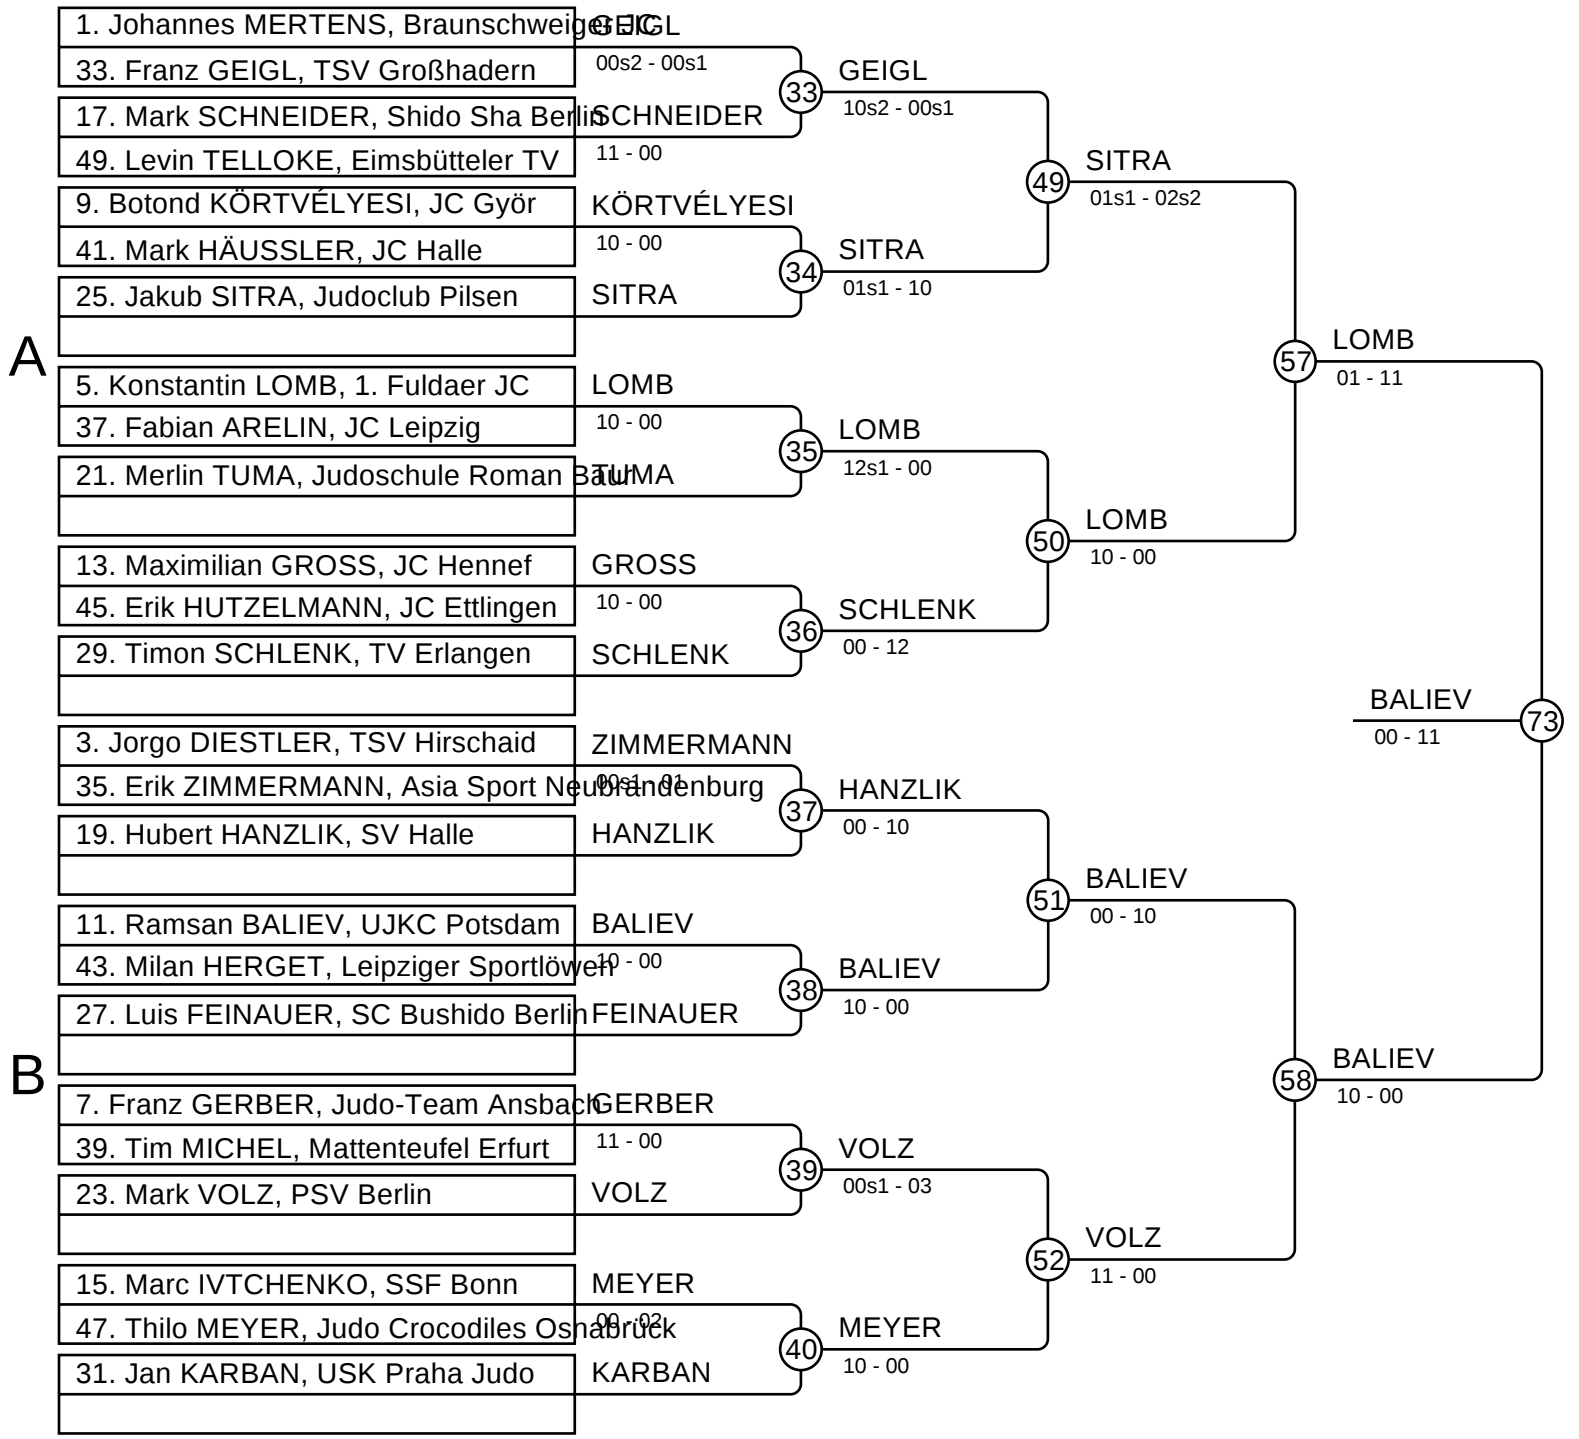 A
B
1. Johannes MERTENS, Braunschweiger JC
33. Franz GEIGL, TSV Großhadern
17. Mark SCHNEIDER, Shido Sha Berlin
49. Levin TELLOKE, Eimsbütteler TV
9. Botond KÖRTVÉLYESI, JC Györ
41. Mark HÄUSSLER, JC Halle
25. Jakub SITRA, Judoclub Pilsen
5. Konstantin LOMB, 1. Fuldaer JC
37. Fabian ARELIN, JC Leipzig
21. Merlin TUMA, Judoschule Roman Baur
13. Maximilian GROSS, JC Hennef
45. Erik HUTZELMANN, JC Ettlingen
29. Timon SCHLENK, TV Erlangen
3. Jorgo DIESTLER, TSV Hirschaid
35. Erik ZIMMERMANN, Asia Sport Neubrandenburg
19. Hubert HANZLIK, SV Halle
11. Ramsan BALIEV, UJKC Potsdam
43. Milan HERGET, Leipziger Sportlöwen
27. Luis FEINAUER, SC Bushido Berlin
7. Franz GERBER, Judo-Team Ansbach
39. Tim MICHEL, Mattenteufel Erfurt
23. Mark VOLZ, PSV Berlin
15. Marc IVTCHENKO, SSF Bonn
47. Thilo MEYER, Judo Crocodiles Osnabrück
31. Jan KARBAN, USK Praha Judo
GEIGL
00s2 - 00s1
SCHNEIDER
11 - 00
KÖRTVÉLYESI
10 - 00
SITRA
LOMB
10 - 00
TUMA
GROSS
10 - 00
SCHLENK
ZIMMERMANN
00s1 - 01
HANZLIK
BALIEV
10 - 00
FEINAUER
GERBER
11 - 00
VOLZ
MEYER
00 - 02
KARBAN
33
34
35
36
37
38
39
40
GEIGL
10s2 - 00s1
SITRA
01s1 - 10
LOMB
12s1 - 00
SCHLENK
00 - 12
HANZLIK
00 - 10
BALIEV
10 - 00
VOLZ
00s1 - 03
MEYER
10 - 00
49
50
51
52
SITRA
01s1 - 02s2
LOMB
10 - 00
BALIEV
00 - 10
VOLZ
11 - 00
57
58
LOMB
01 - 11
BALIEV
10 - 00
BALIEV
00 - 11
73